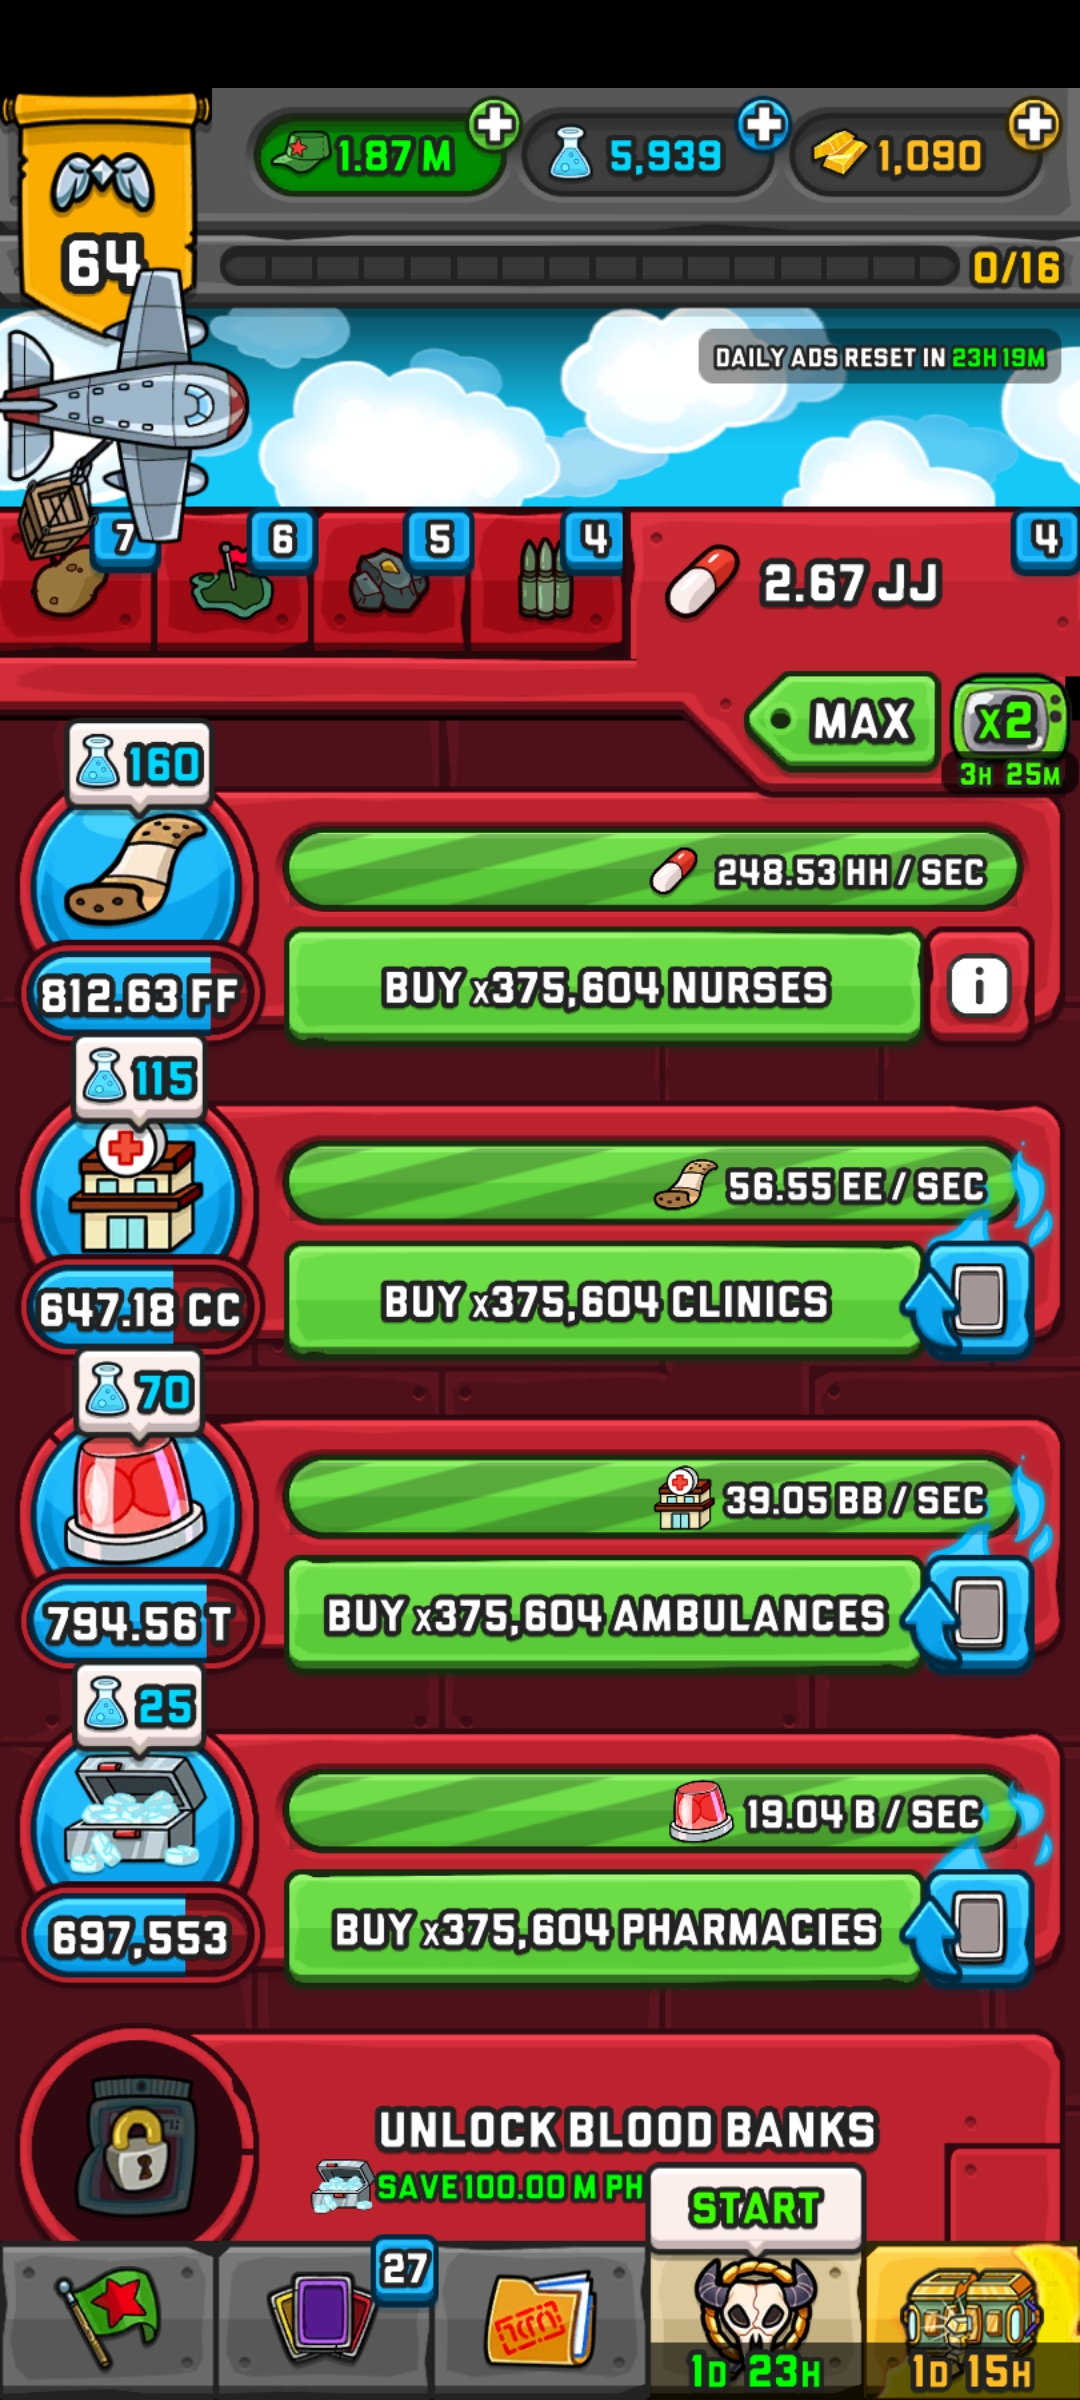 1.87 M
5,939
1,090
64
0/16
DAILY ADS RESET IN 23H 19M
7
6
5
4
2.67 JJ
4
MAX
x2
3H 25M
160
248.53 HH / SEC
812.63 FF
BUY x375,604 NURSES
i
115
56.55 EE / SEC
647.18 CC
BUY x375,604 CLINICS
70
39.05 BB / SEC
794.56 T
BUY x375,604 AMBULANCES
25
19.04 B / SEC
697,553
BUY x375,604 PHARMACIES
UNLOCK BLOOD BANKS
SAVE 100.00 M PH
START
27
1D 23H
1D 15H